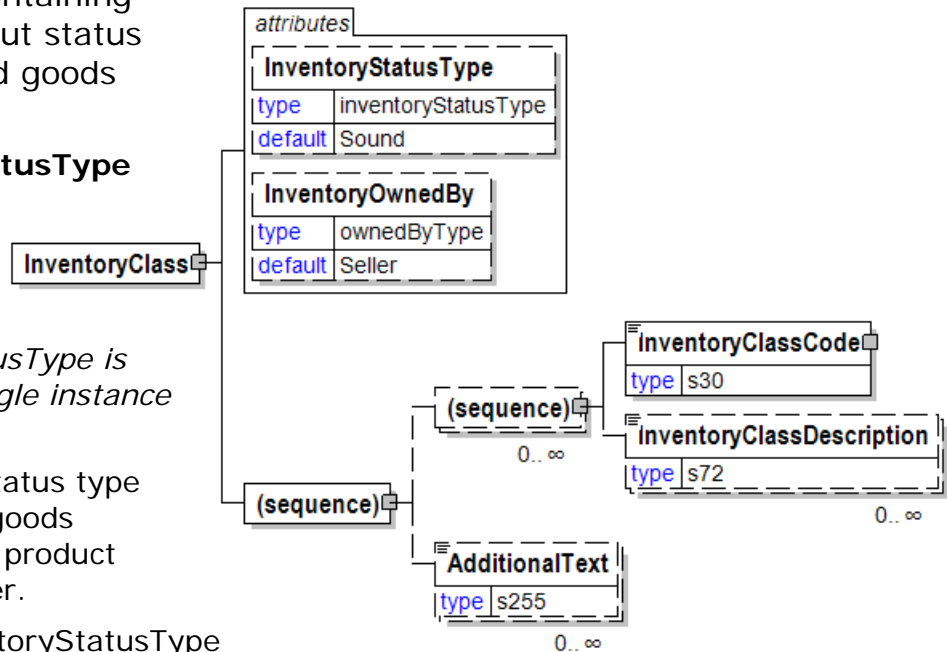 ntaining
ut status
d goods
tusType
usType is
gle instance
atus type
goods
product
er.
toryStatusType
InventoryClass
attributes
InventoryStatusType
type inventoryStatusType
default Sound
InventoryOwnedBy
type ownedByType
default Seller
(sequence)
(sequence)
0.. ∞
InventoryClassCode
type s30
InventoryClassDescription
type s72
0.. ∞
AdditionalText
type s255
0.. ∞